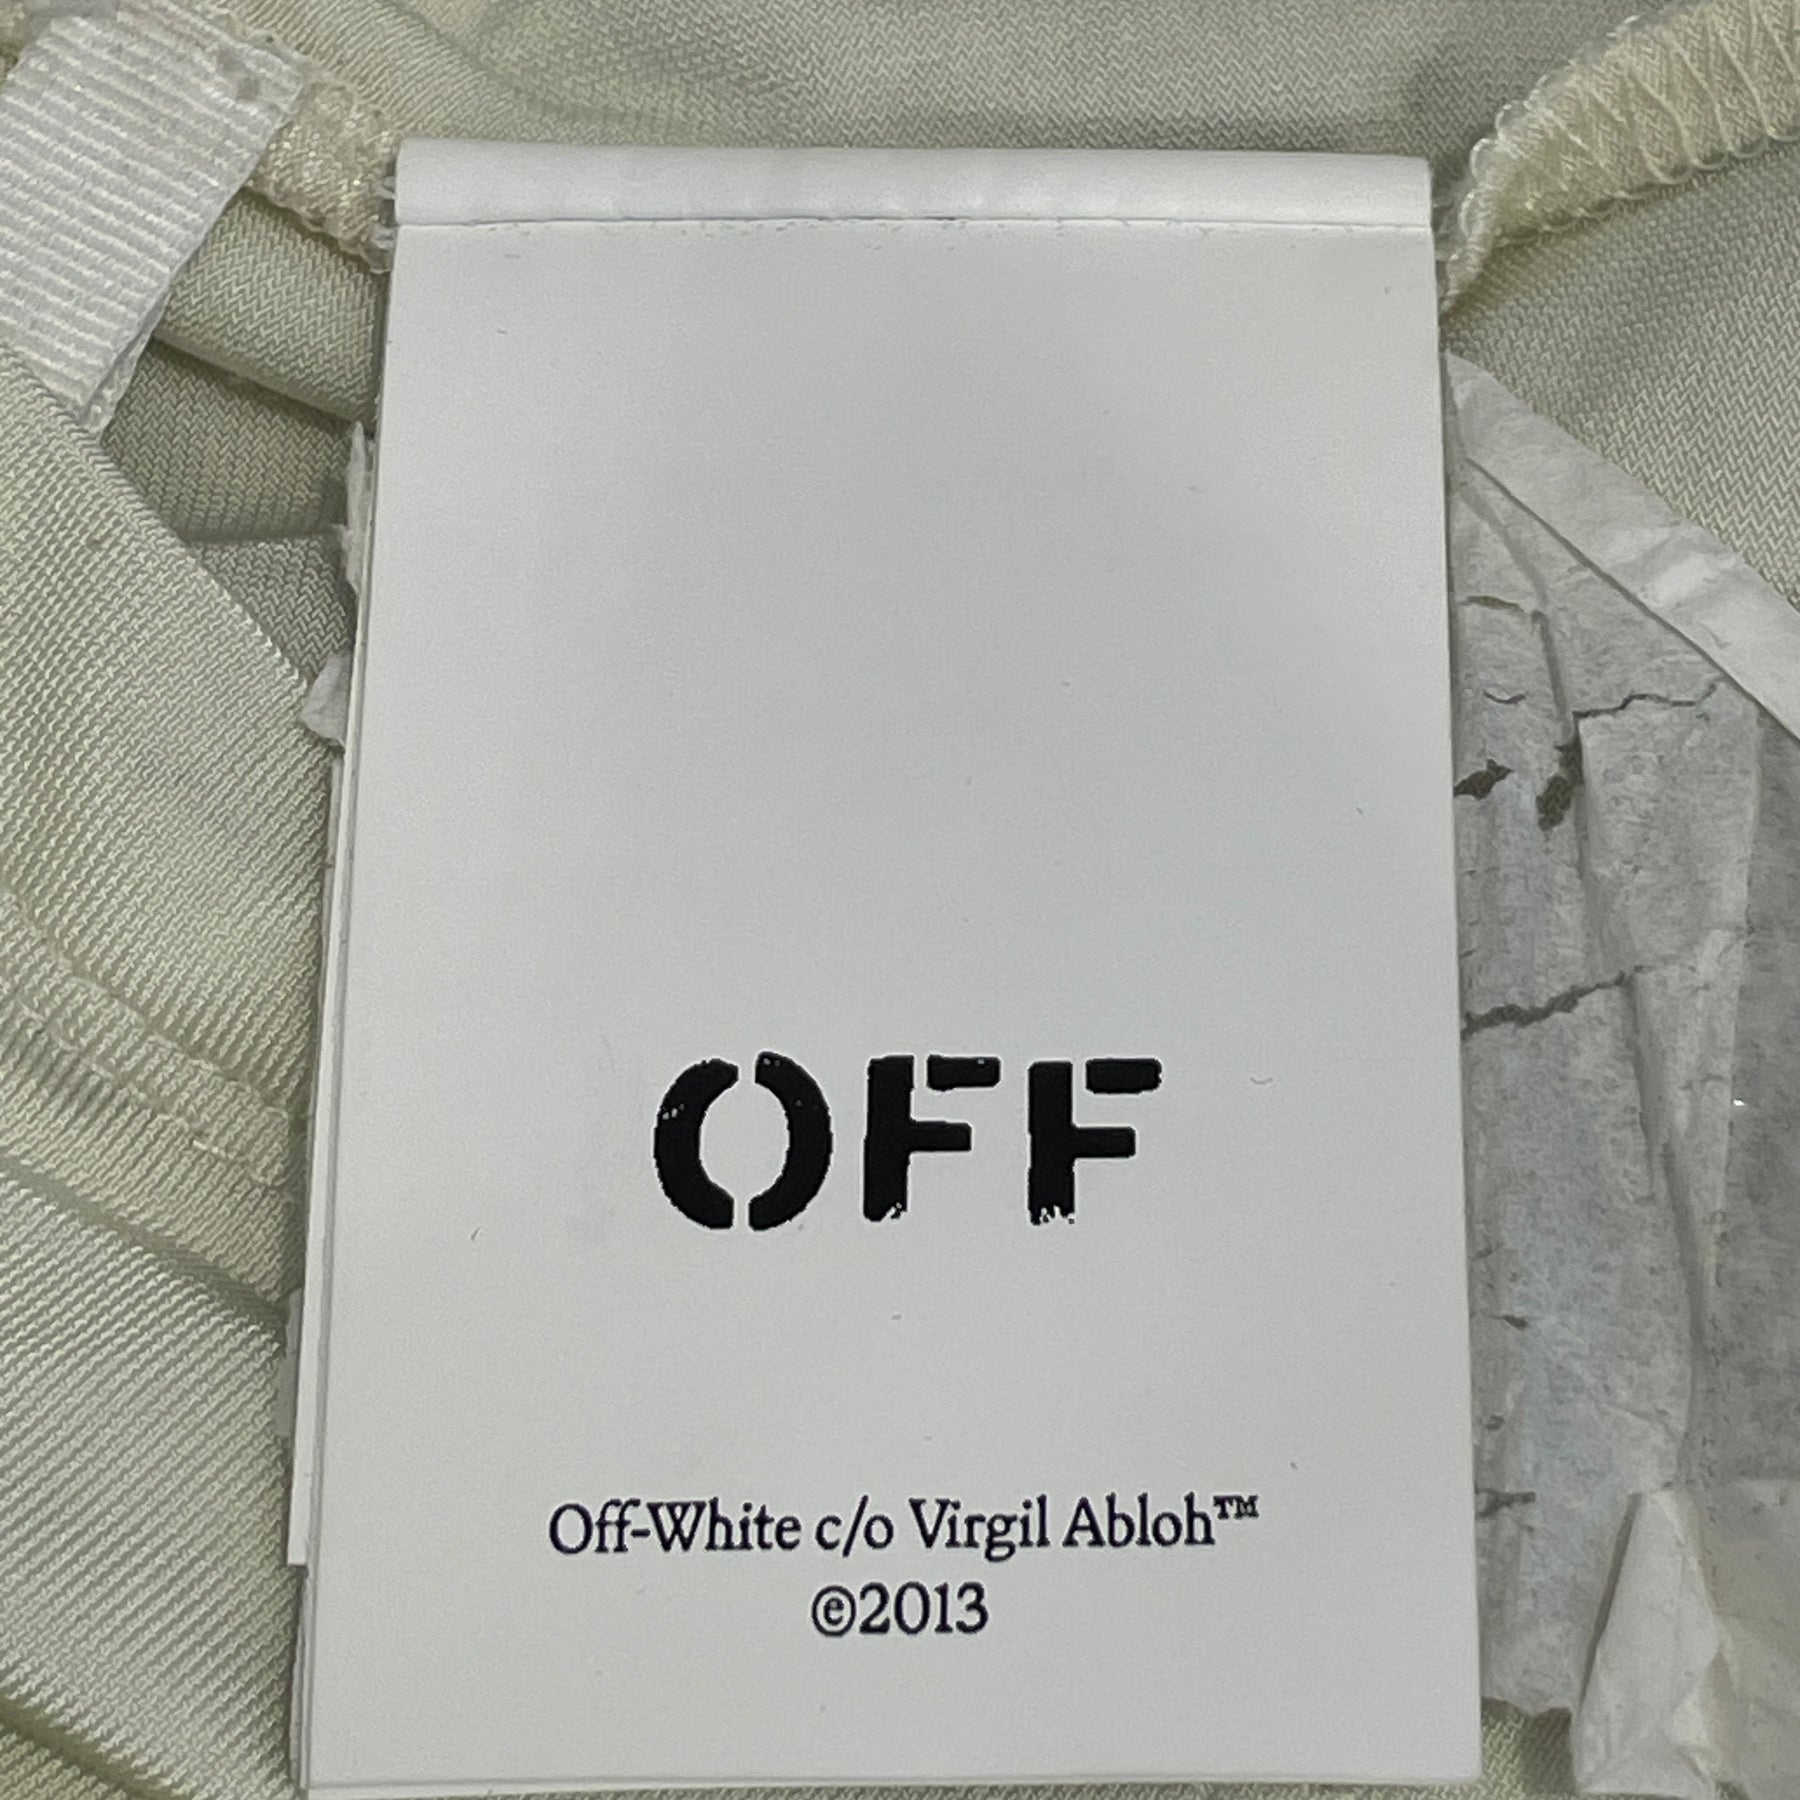 OFF
Off-White c/o Virgil Abloh™
©2013